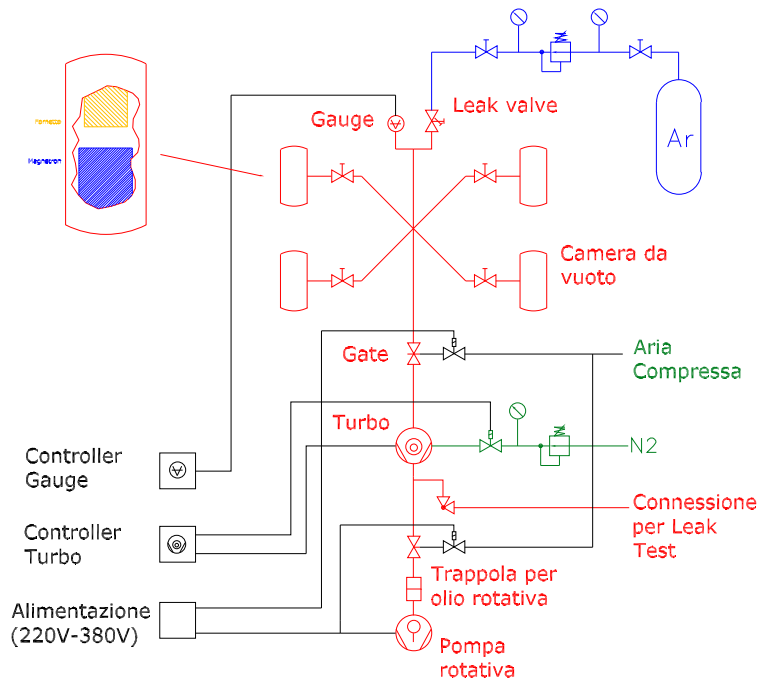 Leak valve
Gauge
Fornetto
Ar
Magnetron
Camera da
vuoto
Gate
Aria
Compressa
Turbo
N2
Controller
Gauge
Connessione
per Leak
Test
Controller
Turbo
Trappola per
olio rotativa
Alimentazione
(220V-380V)
Pompa
rotativa